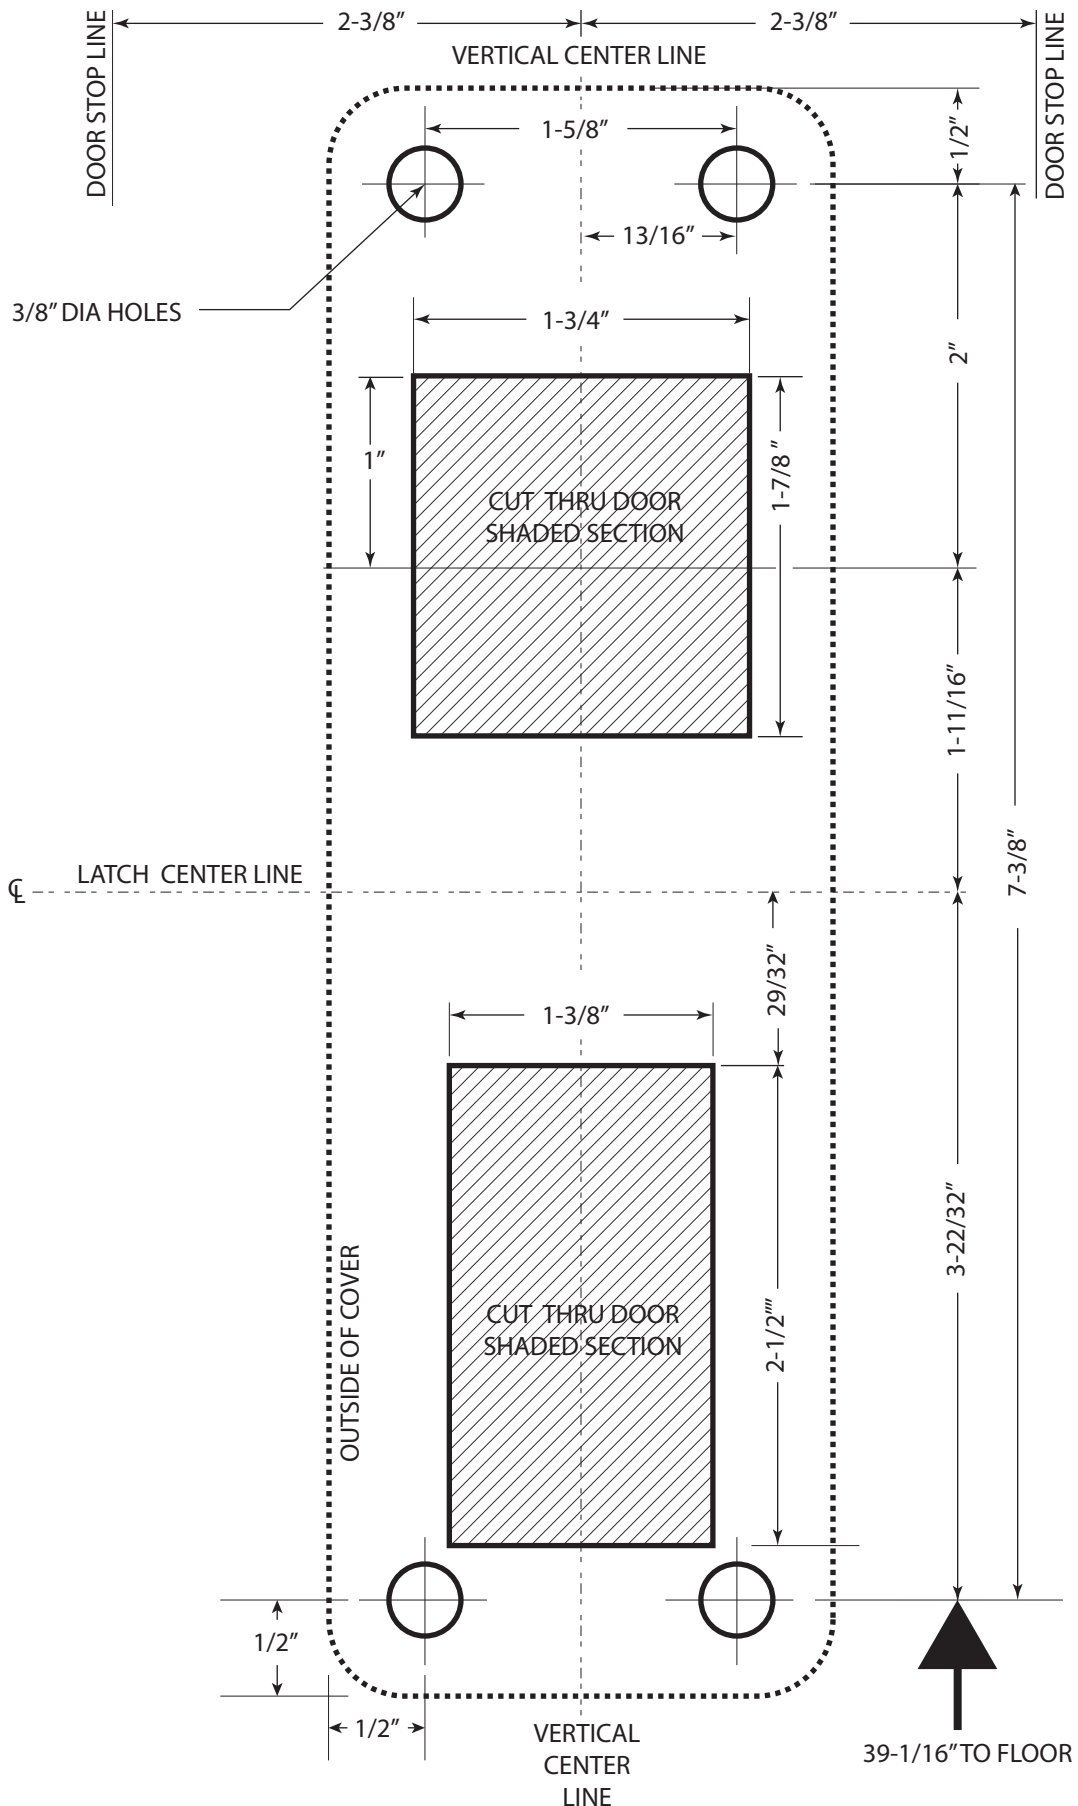 2-3/8”
2-3/8”
DOOR STOP LINE
DOOR STOP LINE
VERTICAL CENTER LINE
1-5/8”
1/2”
13/16”
3/8” DIA HOLES
1-3/4”
2”
1”
1-7/8 ”
CUT THRU DOOR
SHADED SECTION
1-11/16”
7-3/8”
LATCH CENTER LINE
℄
29/32”
1-3/8”
3-22/32”
OUTSIDE OF COVER
CUT THRU DOOR
SHADED SECTION
2-1/2””
1/2”
1/2”
VERTICAL
CENTER
LINE
39-1/16” TO FLOOR